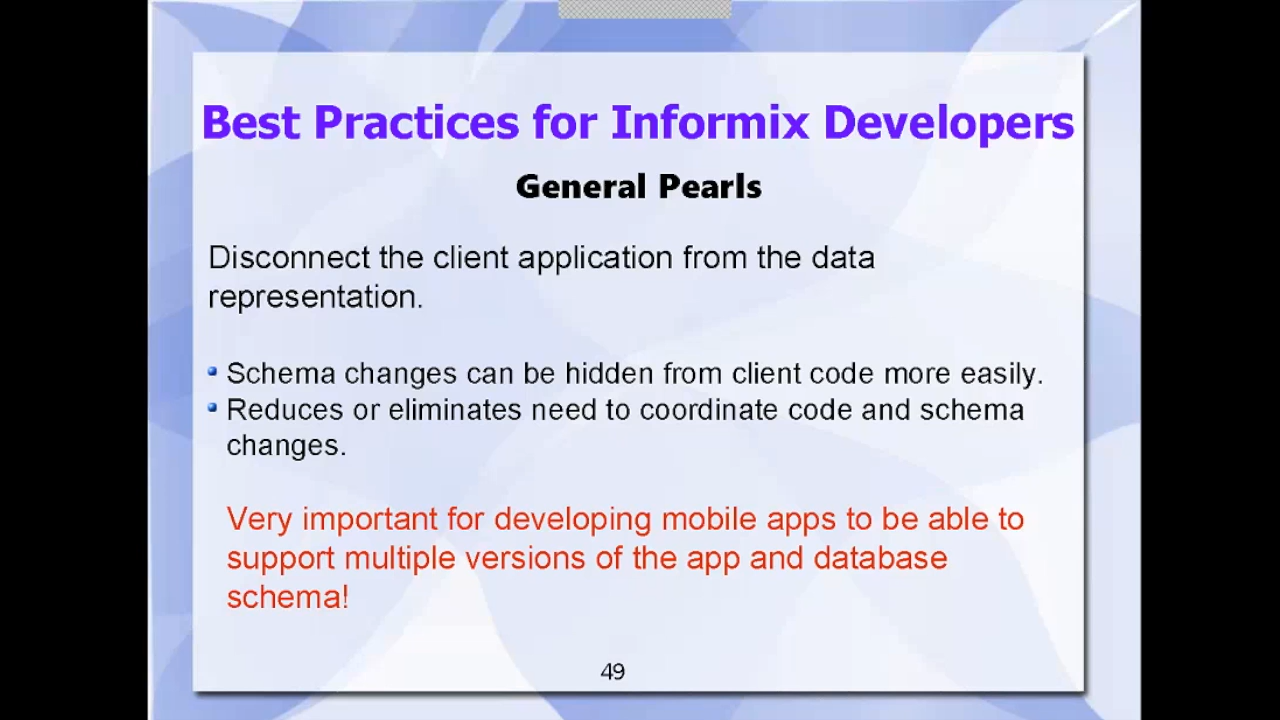 Best Practices for Informix Developers
General Pearls
Disconnect the client application from the data
representation.
Schema changes can be hidden from client code more easily.
Reduces or eliminates need to coordinate code and schema
changes.
Very important for developing mobile apps to be able to
support multiple versions of the app and database
schema!
49